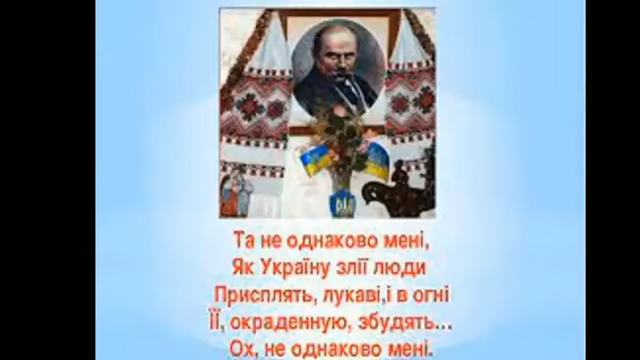 Та не однаково мені,
Як Україну злії люди
Присплять, лукаві,і в огні
ЇЇ, окраденную, збудять...
Ох, не однаково мені.